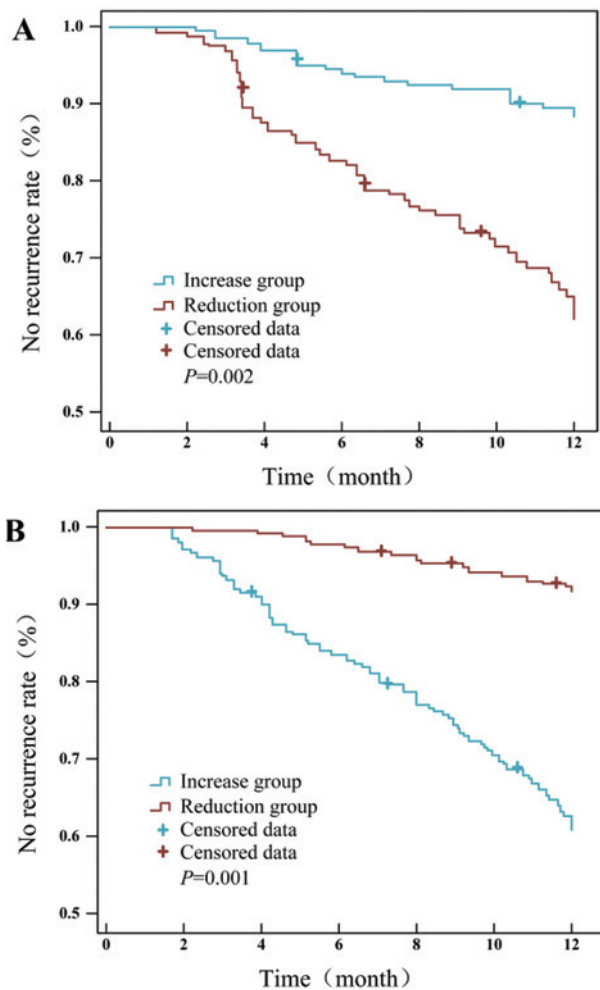 A
1.0
0.9
0.8
0.7
0.6
0.5
No recurrence rate（%）
Increase group
Reduction group
Censored data
Censored data
P=0.002
0 2 4 6 8 10 12
Time（month）
B
1.0
0.9
0.8
0.7
0.6
0.5
No recurrence rate（%）
Increase group
Reduction group
Censored data
Censored data
P=0.001
0 2 4 6 8 10 12
Time（month）